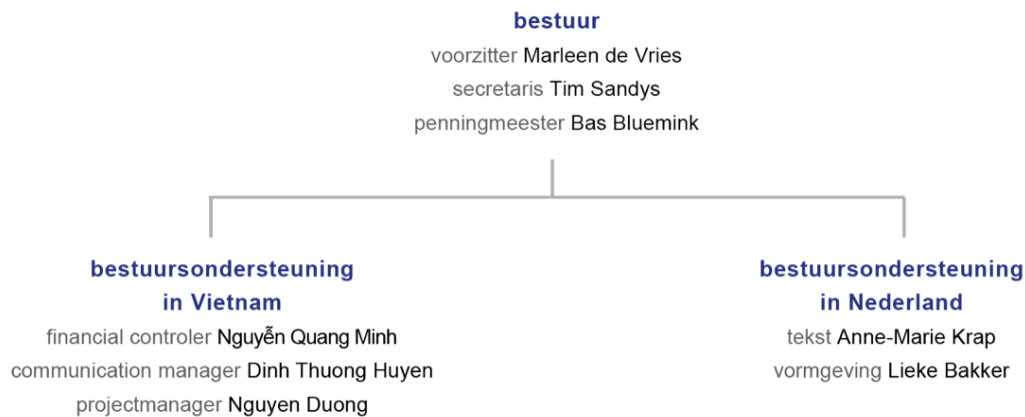 bestuur
voorzitter Marleen de Vries
secretaris Tim Sandys
penningmeester Bas Bluemink
bestuursondersteuning
in Vietnam
financial controler Nguyễn Quang Minh
communication manager Dinh Thuong Huyen
projectmanager Nguyen Duong
bestuursondersteuning
in Nederland
tekst Anne-Marie Krap
vormgeving Lieke Bakker